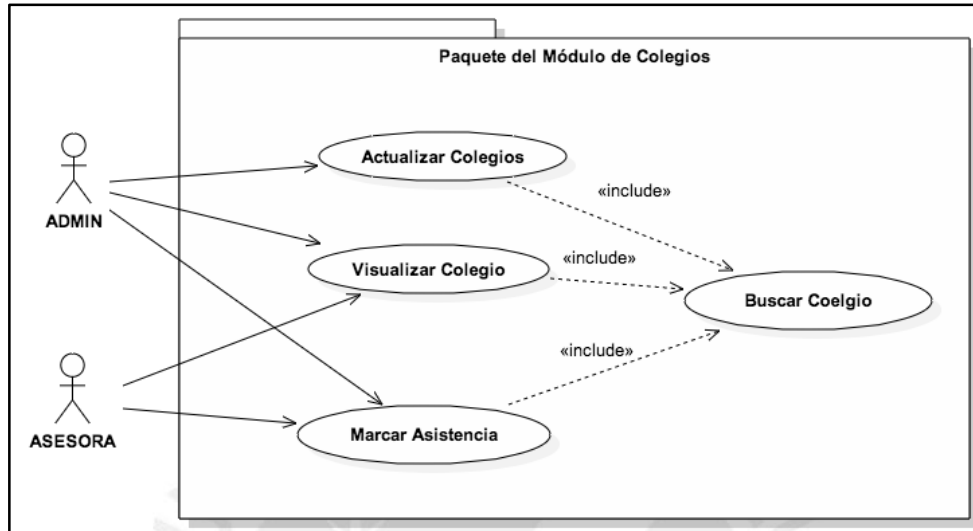 Paquete del Módulo de Colegios
Actualizar Colegios
«include»
ADMIN
Visualizar Colegio
«include»
Buscar Coelgio
«include»
ASESORA
Marcar Asistencia